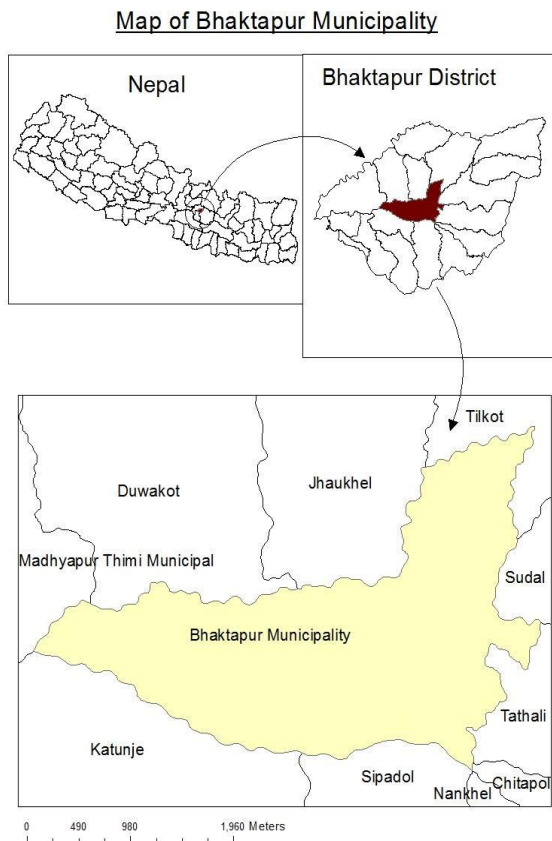 Map of Bhaktapur Municipality
Nepal
Bhaktapur District
Tilkot
Duwakot
Jhaukhel
Madhyapur Thimi Municipal
Sudal
Bhaktapur Municipality
Tathali
Katunje
Sipadol
Chitapol
Nankhel
0 490 980 1,960 Meters